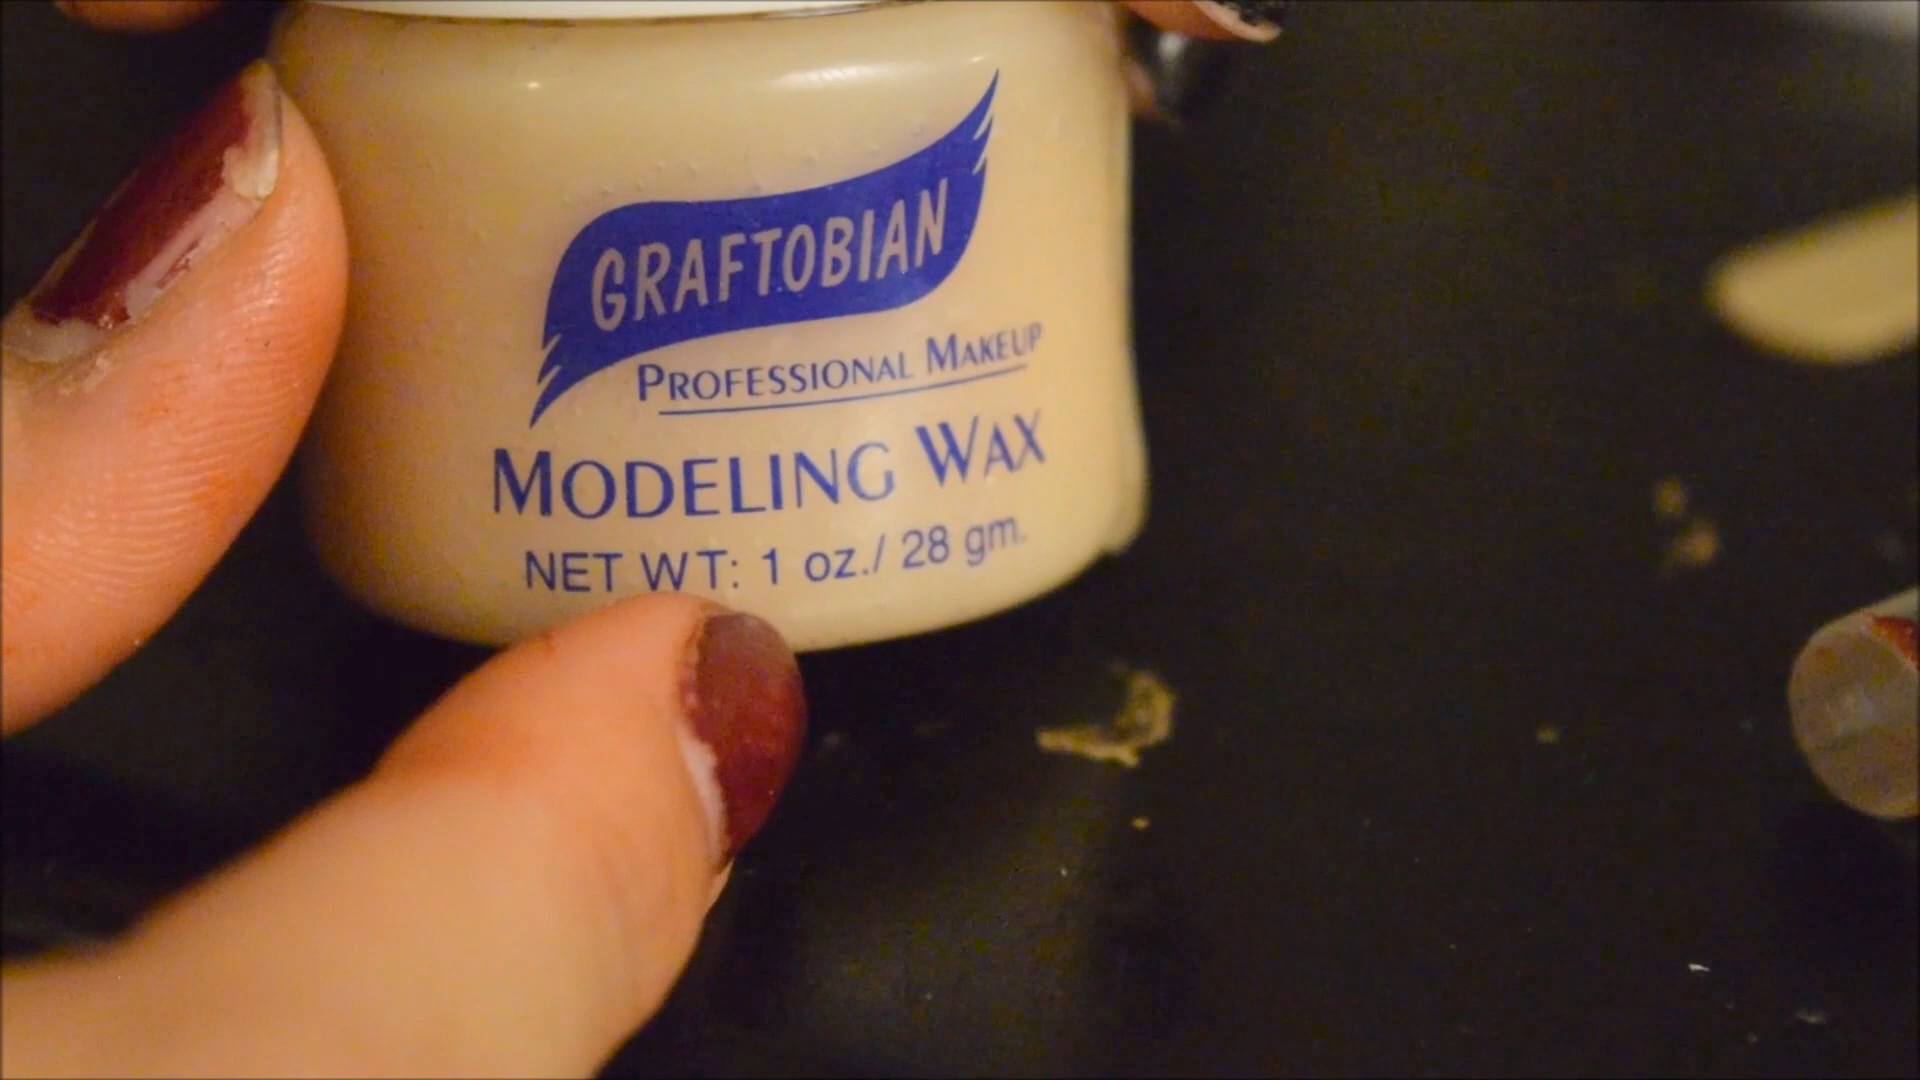 GRAFTOBIAN
PROFESSIONAL MAKEUP
MODELING WAX
NET WT: 1 oz./ 28 gm.